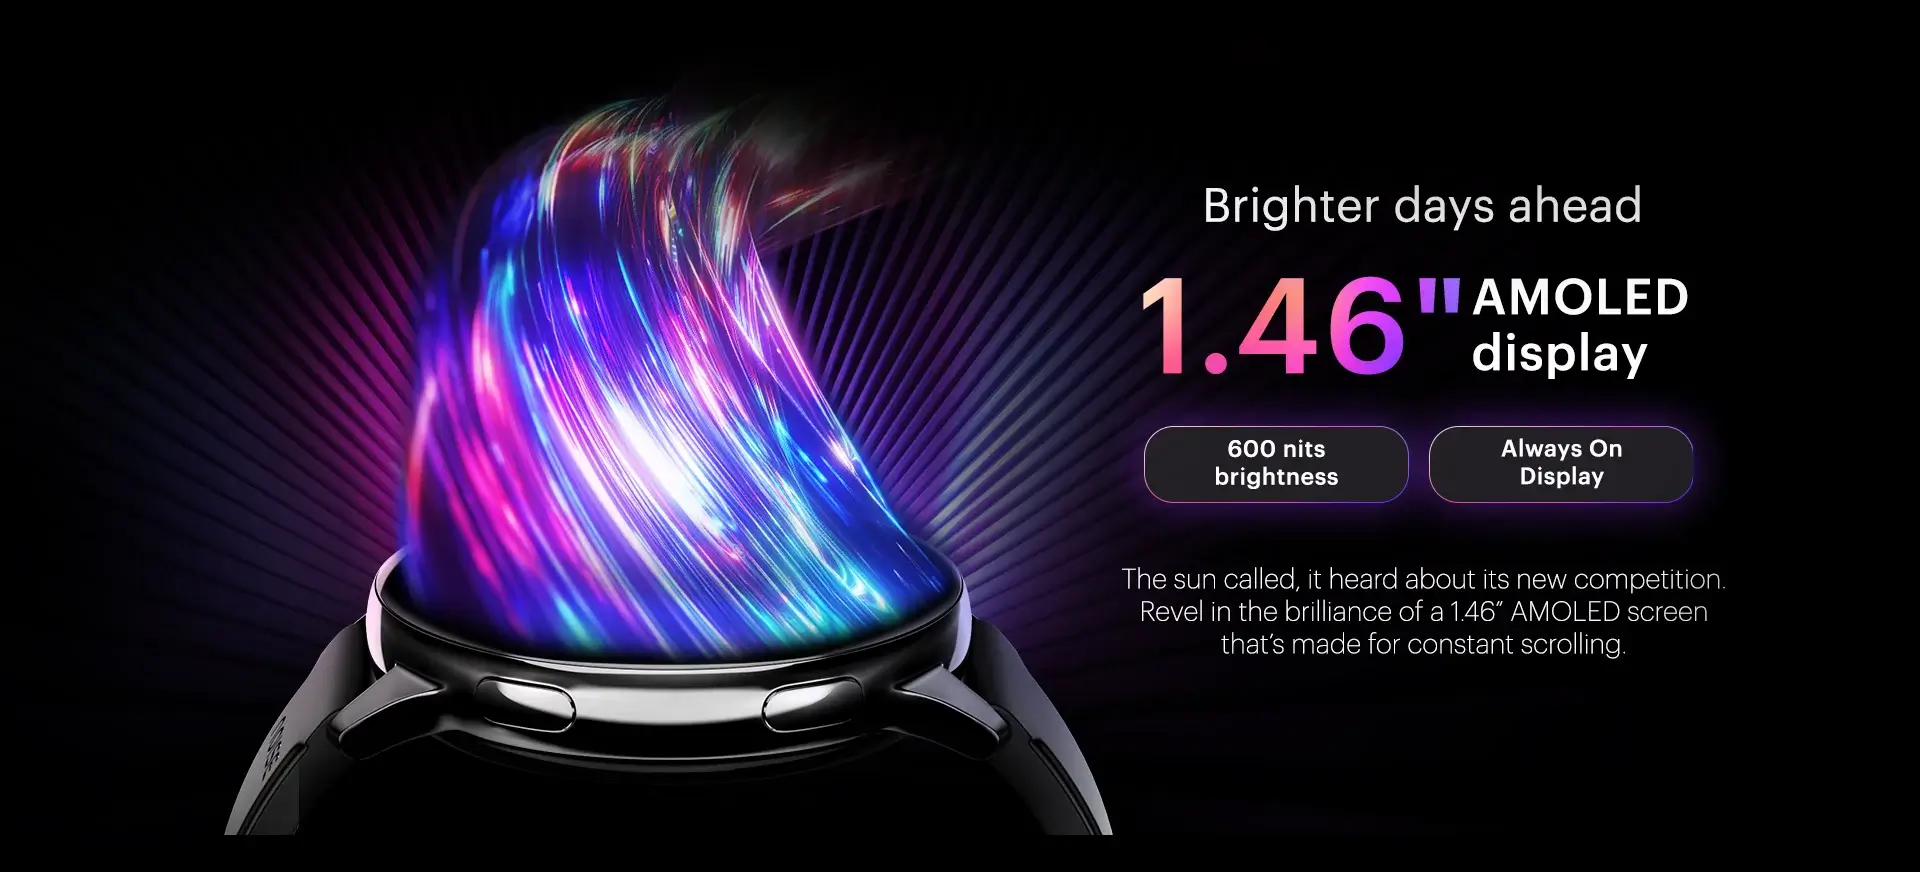 Brighter days ahead
1.46" AMOLED
display
600 nits
brightness
Always On
Display
The sun called, it heard about its new competition.
Revel in the brilliance of a 1.46” AMOLED screen
that’s made for constant scrolling.